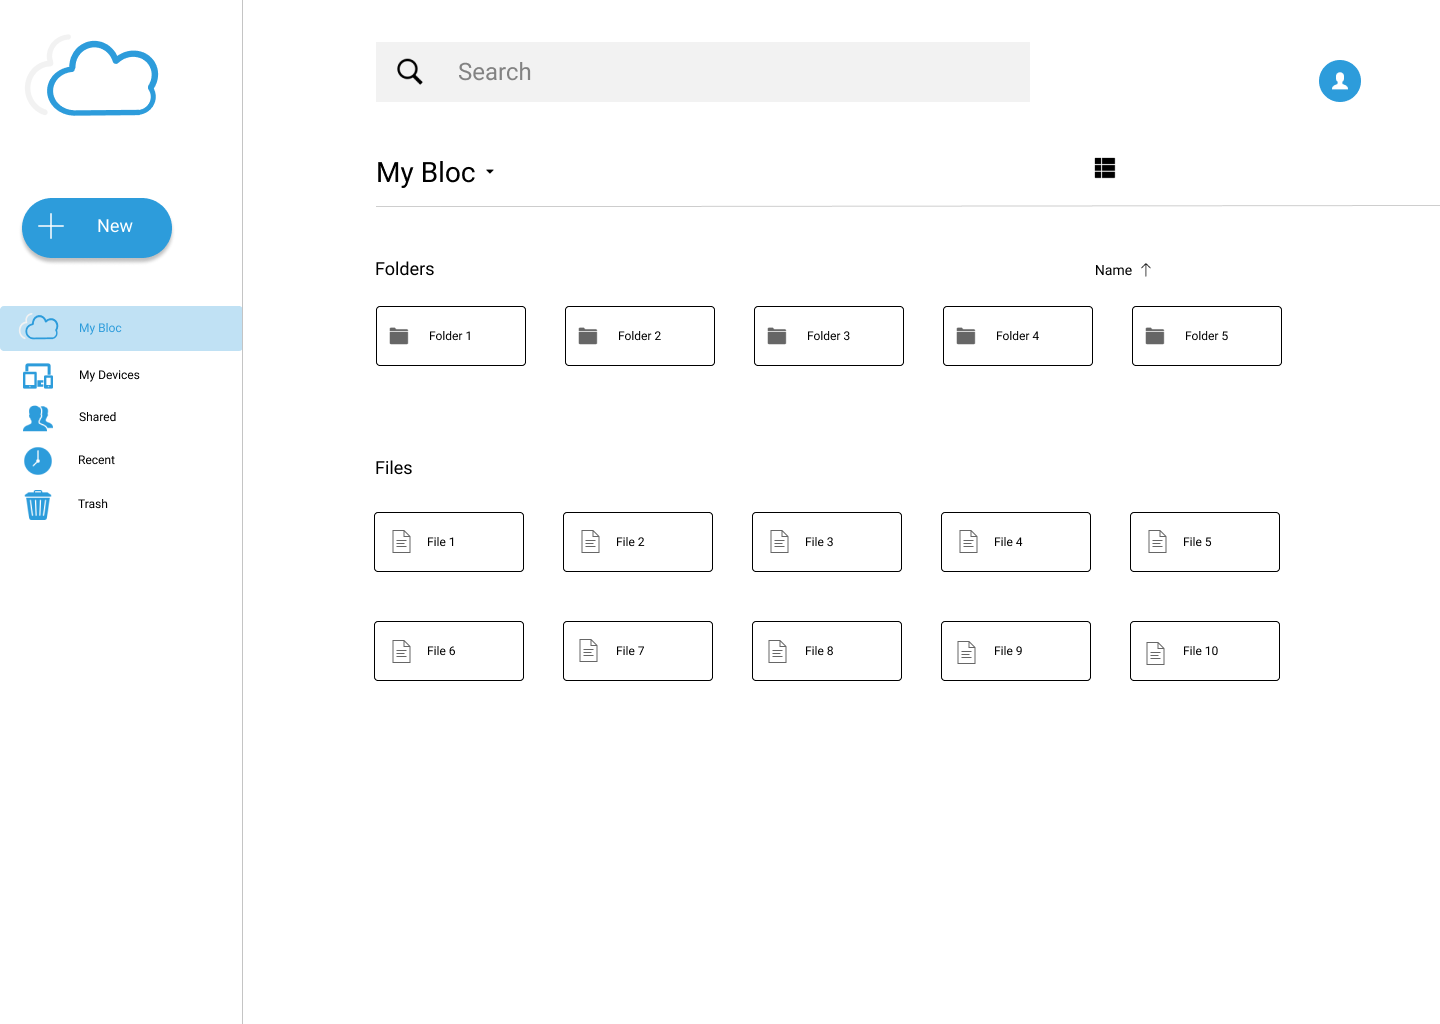 Search
My Bloc
New
Folders
Name
My Bloc
Folder 1
Folder 2
Folder 3
Folder 4
Folder 5
My Devices
Shared
Recent
Trash
Files
File 1
File 2
File 3
File 4
File 5
File 6
File 7
File 8
File 9
File 10